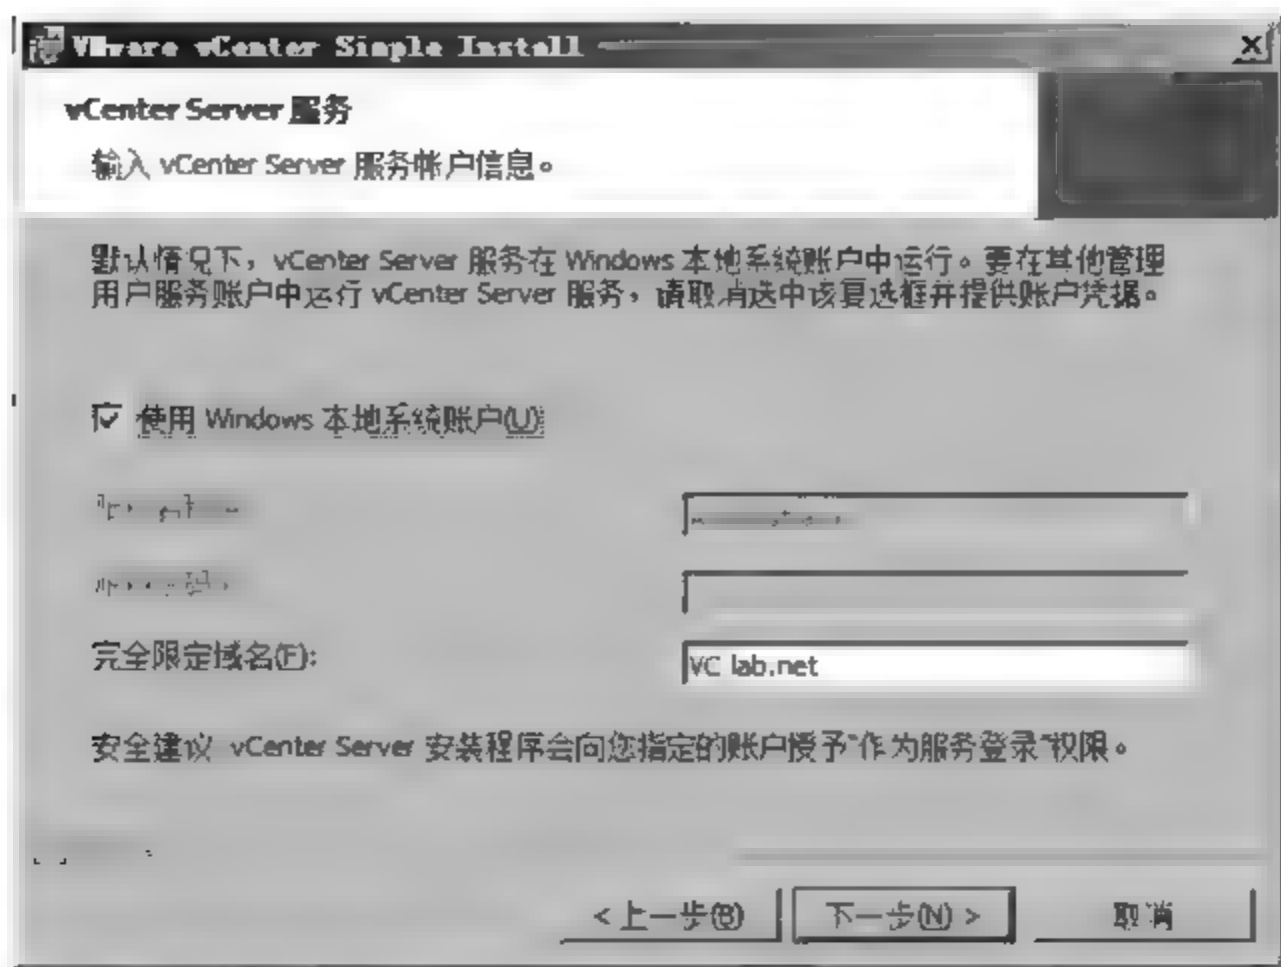 VMware vCenter Simple Install
vCenter Server 服务
输入 vCenter Server 服务帐户信息。
默认情况下，vCenter Server 服务在 Windows 本地系统账户中运行。要在其他管理
用户服务账户中运行 vCenter Server 服务，请取消选中该复选框并提供账户凭据。
使用 Windows 本地系统账户(U)
完全限定域名(F):
VC lab.net
安全建议 vCenter Server 安装程序会向您指定的账户授予"作为服务登录"权限。
<上一步(B)
下一步(N) >
取消